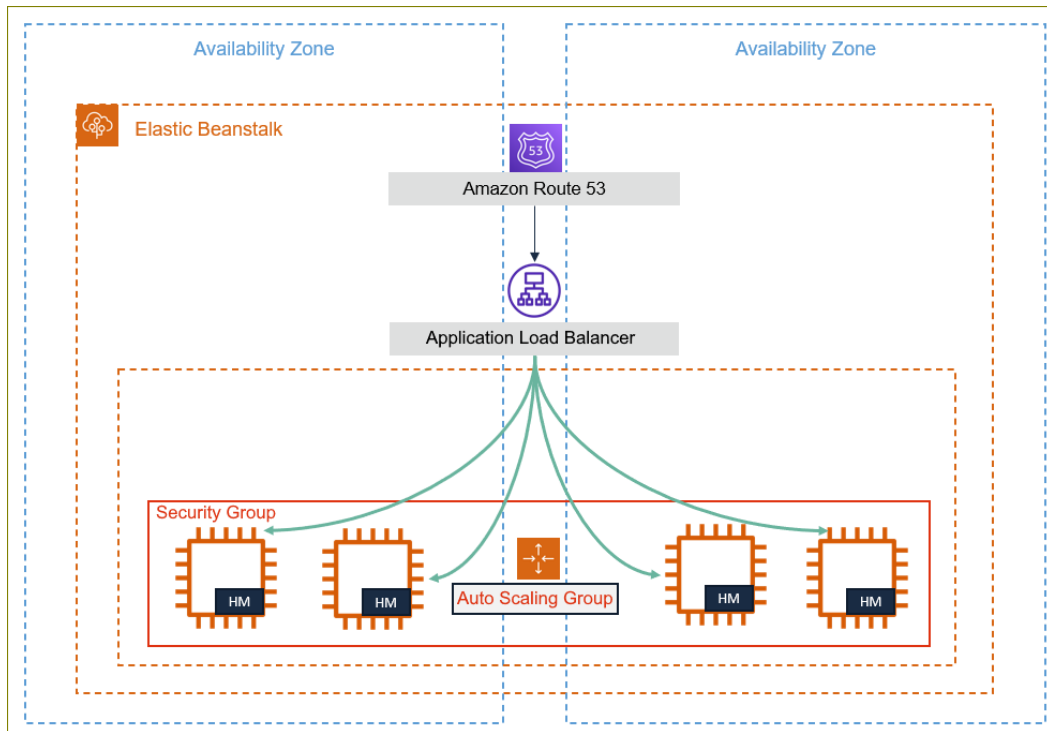 Availability Zone
Availability Zone
Elastic Beanstalk
53
Amazon Route 53
Application Load Balancer
Security Group
Auto Scaling Group
HM
HM
HM
HM